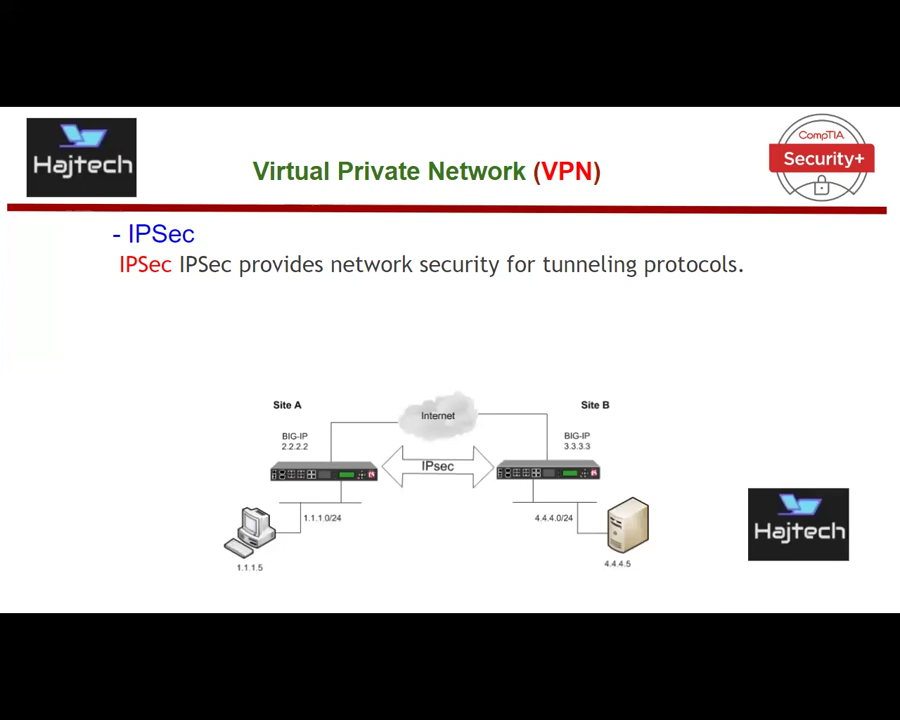 Hajtech
Virtual Private Network (VPN)
CompTIA
Security+
- IPSec
IPSec IPSec provides network security for tunneling protocols.
Site A
Internet
Site B
BIG-IP
2.2.2.2
BIG-IP
3.3.3.3
IPsec
1.1.1.0/24
4.4.4.0/24
Hajtech
1.1.1.5
4.4.4.5